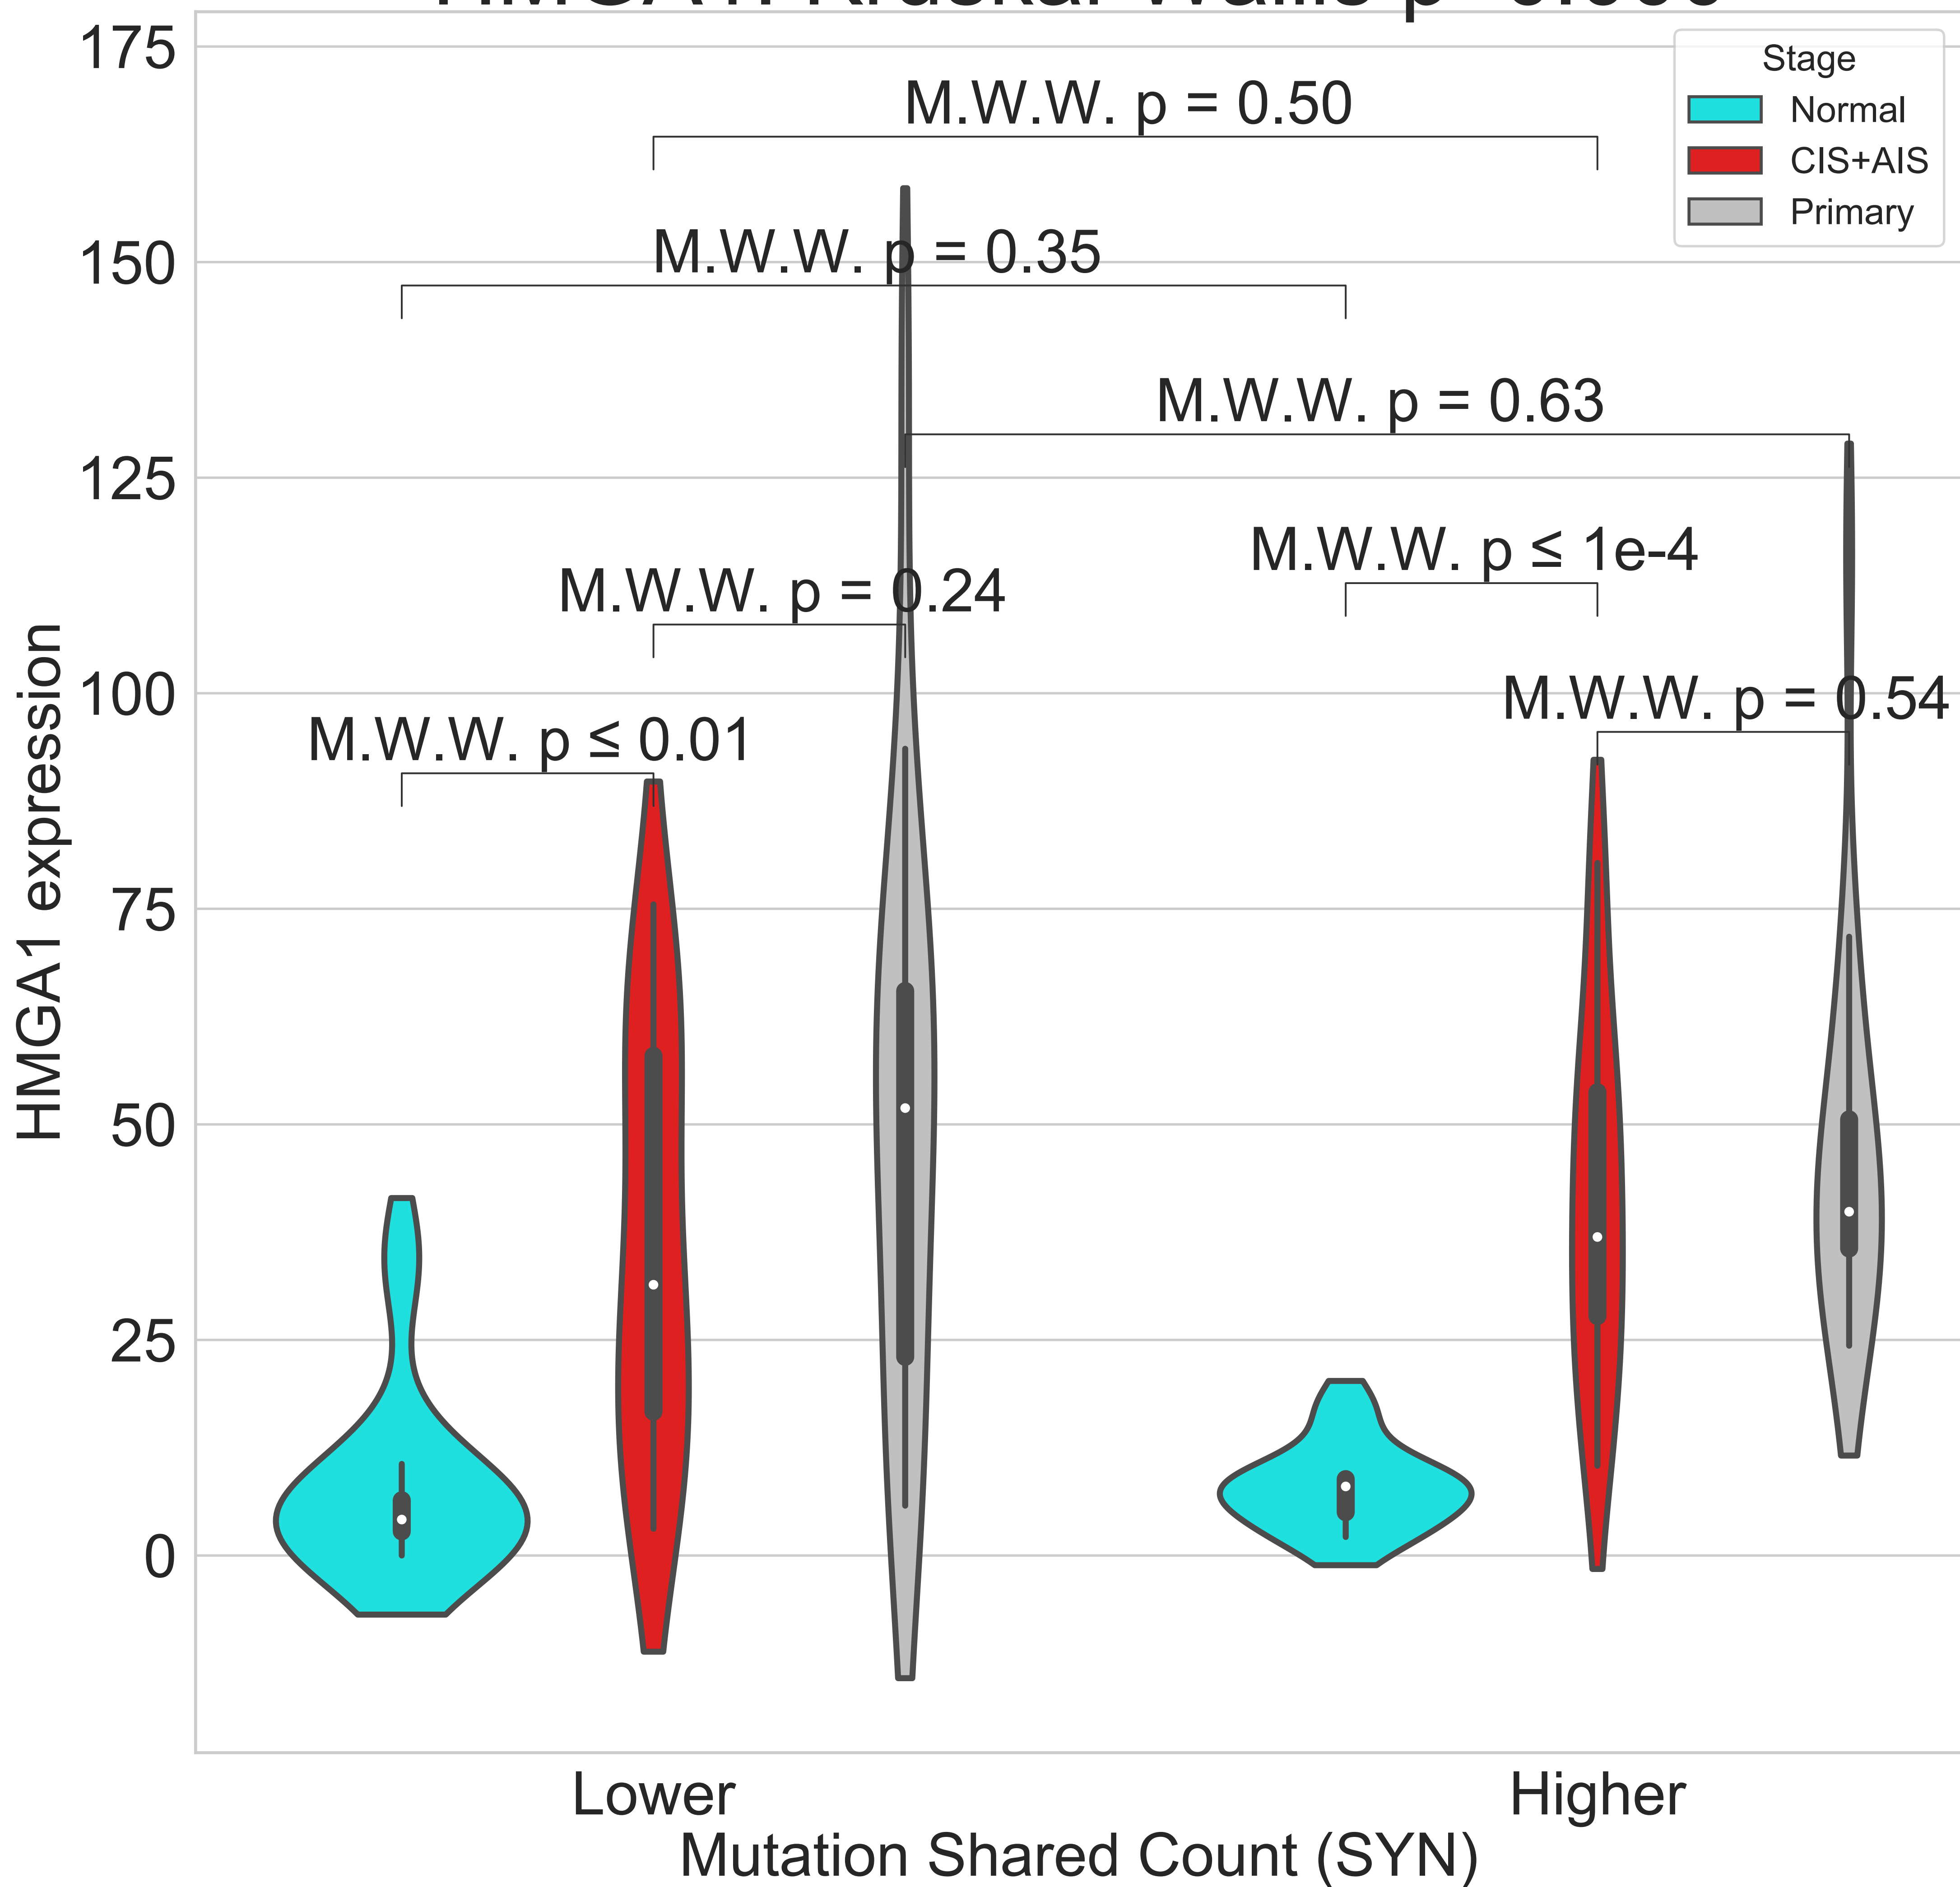 175
150
125
100
75
50
25
0
HMGA1 expression
M.W.W. p = 0.50
M.W.W. p = 0.35
M.W.W. p = 0.63
M.W.W. p ≤ 1e-4
M.W.W. p = 0.24
M.W.W. p = 0.54
M.W.W. p ≤ 0.01
Stage
Normal
CIS+AIS
Primary
Lower
Higher
Mutation Shared Count (SYN)